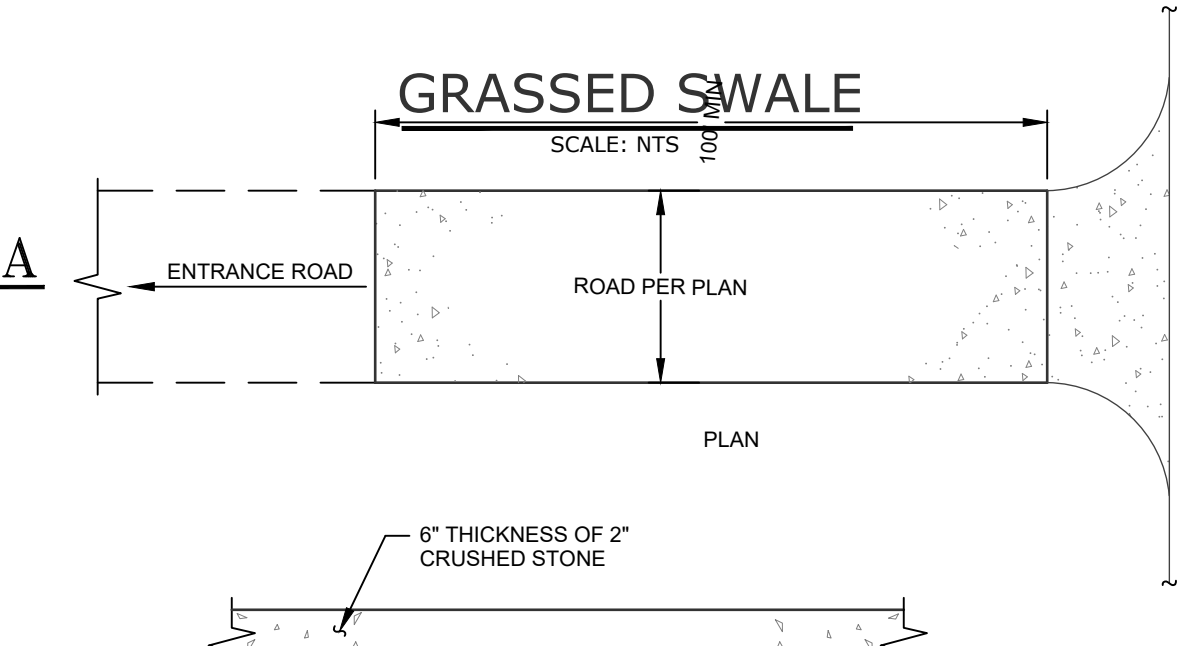 GRASSED SWALE
SCALE: NTS
100' MIN
A
ENTRANCE ROAD
ROAD PER PLAN
PLAN
6" THICKNESS OF 2"
CRUSHED STONE